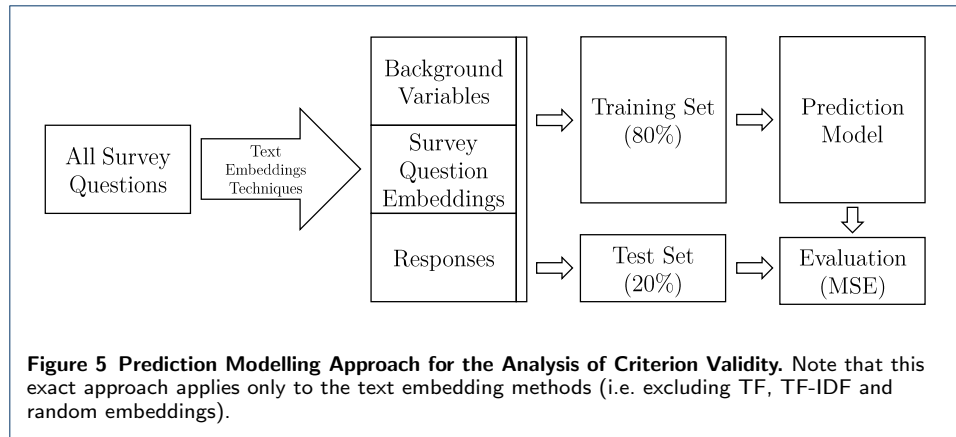 All Survey
Questions
Text
Embeddings
Techniques
Background
Variables
Survey
Question
Embeddings
Responses
Training Set
(80%)
Prediction
Model
Test Set
(20%)
Evaluation
(MSE)
Figure 5 Prediction Modelling Approach for the Analysis of Criterion Validity. Note that this
exact approach applies only to the text embedding methods (i.e. excluding TF, TF-IDF and
random embeddings).